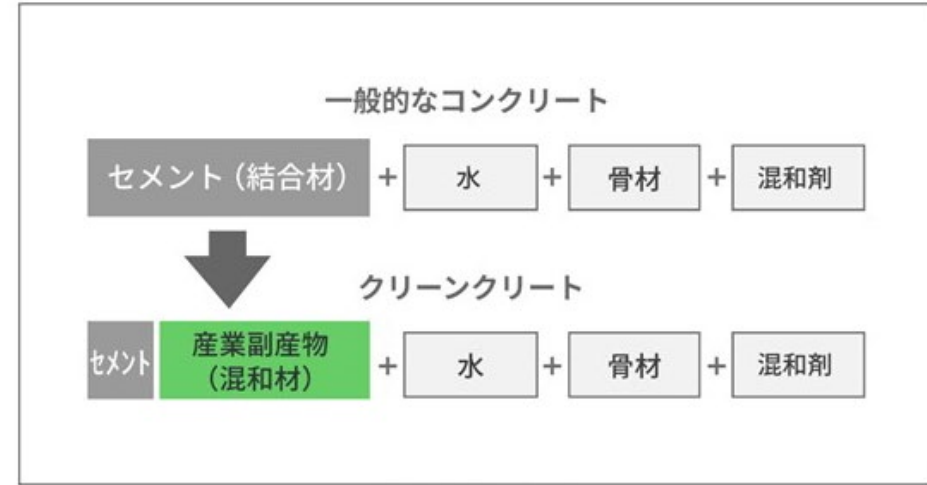 一般的なコンクリート
セメント（結合材） + 水 + 骨材 + 混和剤
クリーンクリート
セメント 産業副産物
（混和材） + 水 + 骨材 + 混和剤